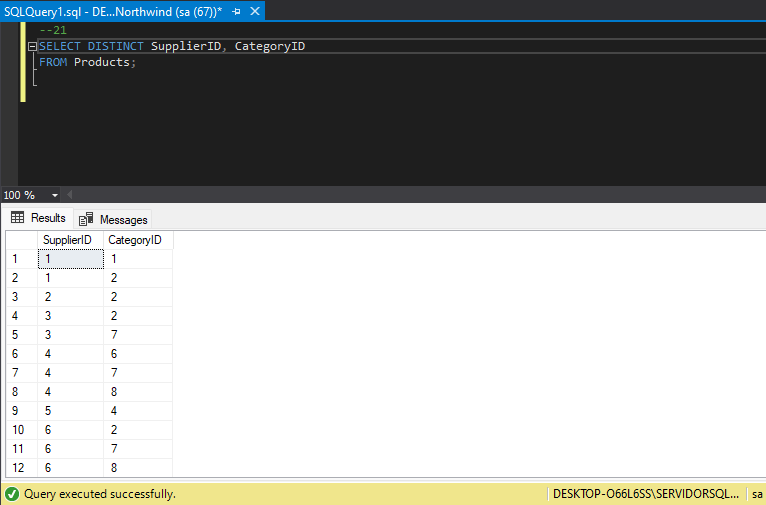 SQLQuery1.sql - DE...Northwind (sa (67))*
--21
SELECT DISTINCT SupplierID, CategoryID
FROM Products;
100 %
Results Messages
SupplierID CategoryID
1 1 1
2 1 2
3 2 2
4 3 2
5 3 7
6 4 6
7 4 7
8 4 8
9 5 4
10 6 2
11 6 7
12 6 8
Query executed successfully. DESKTOP-O66L6SS\SERVIDORSQL... sa